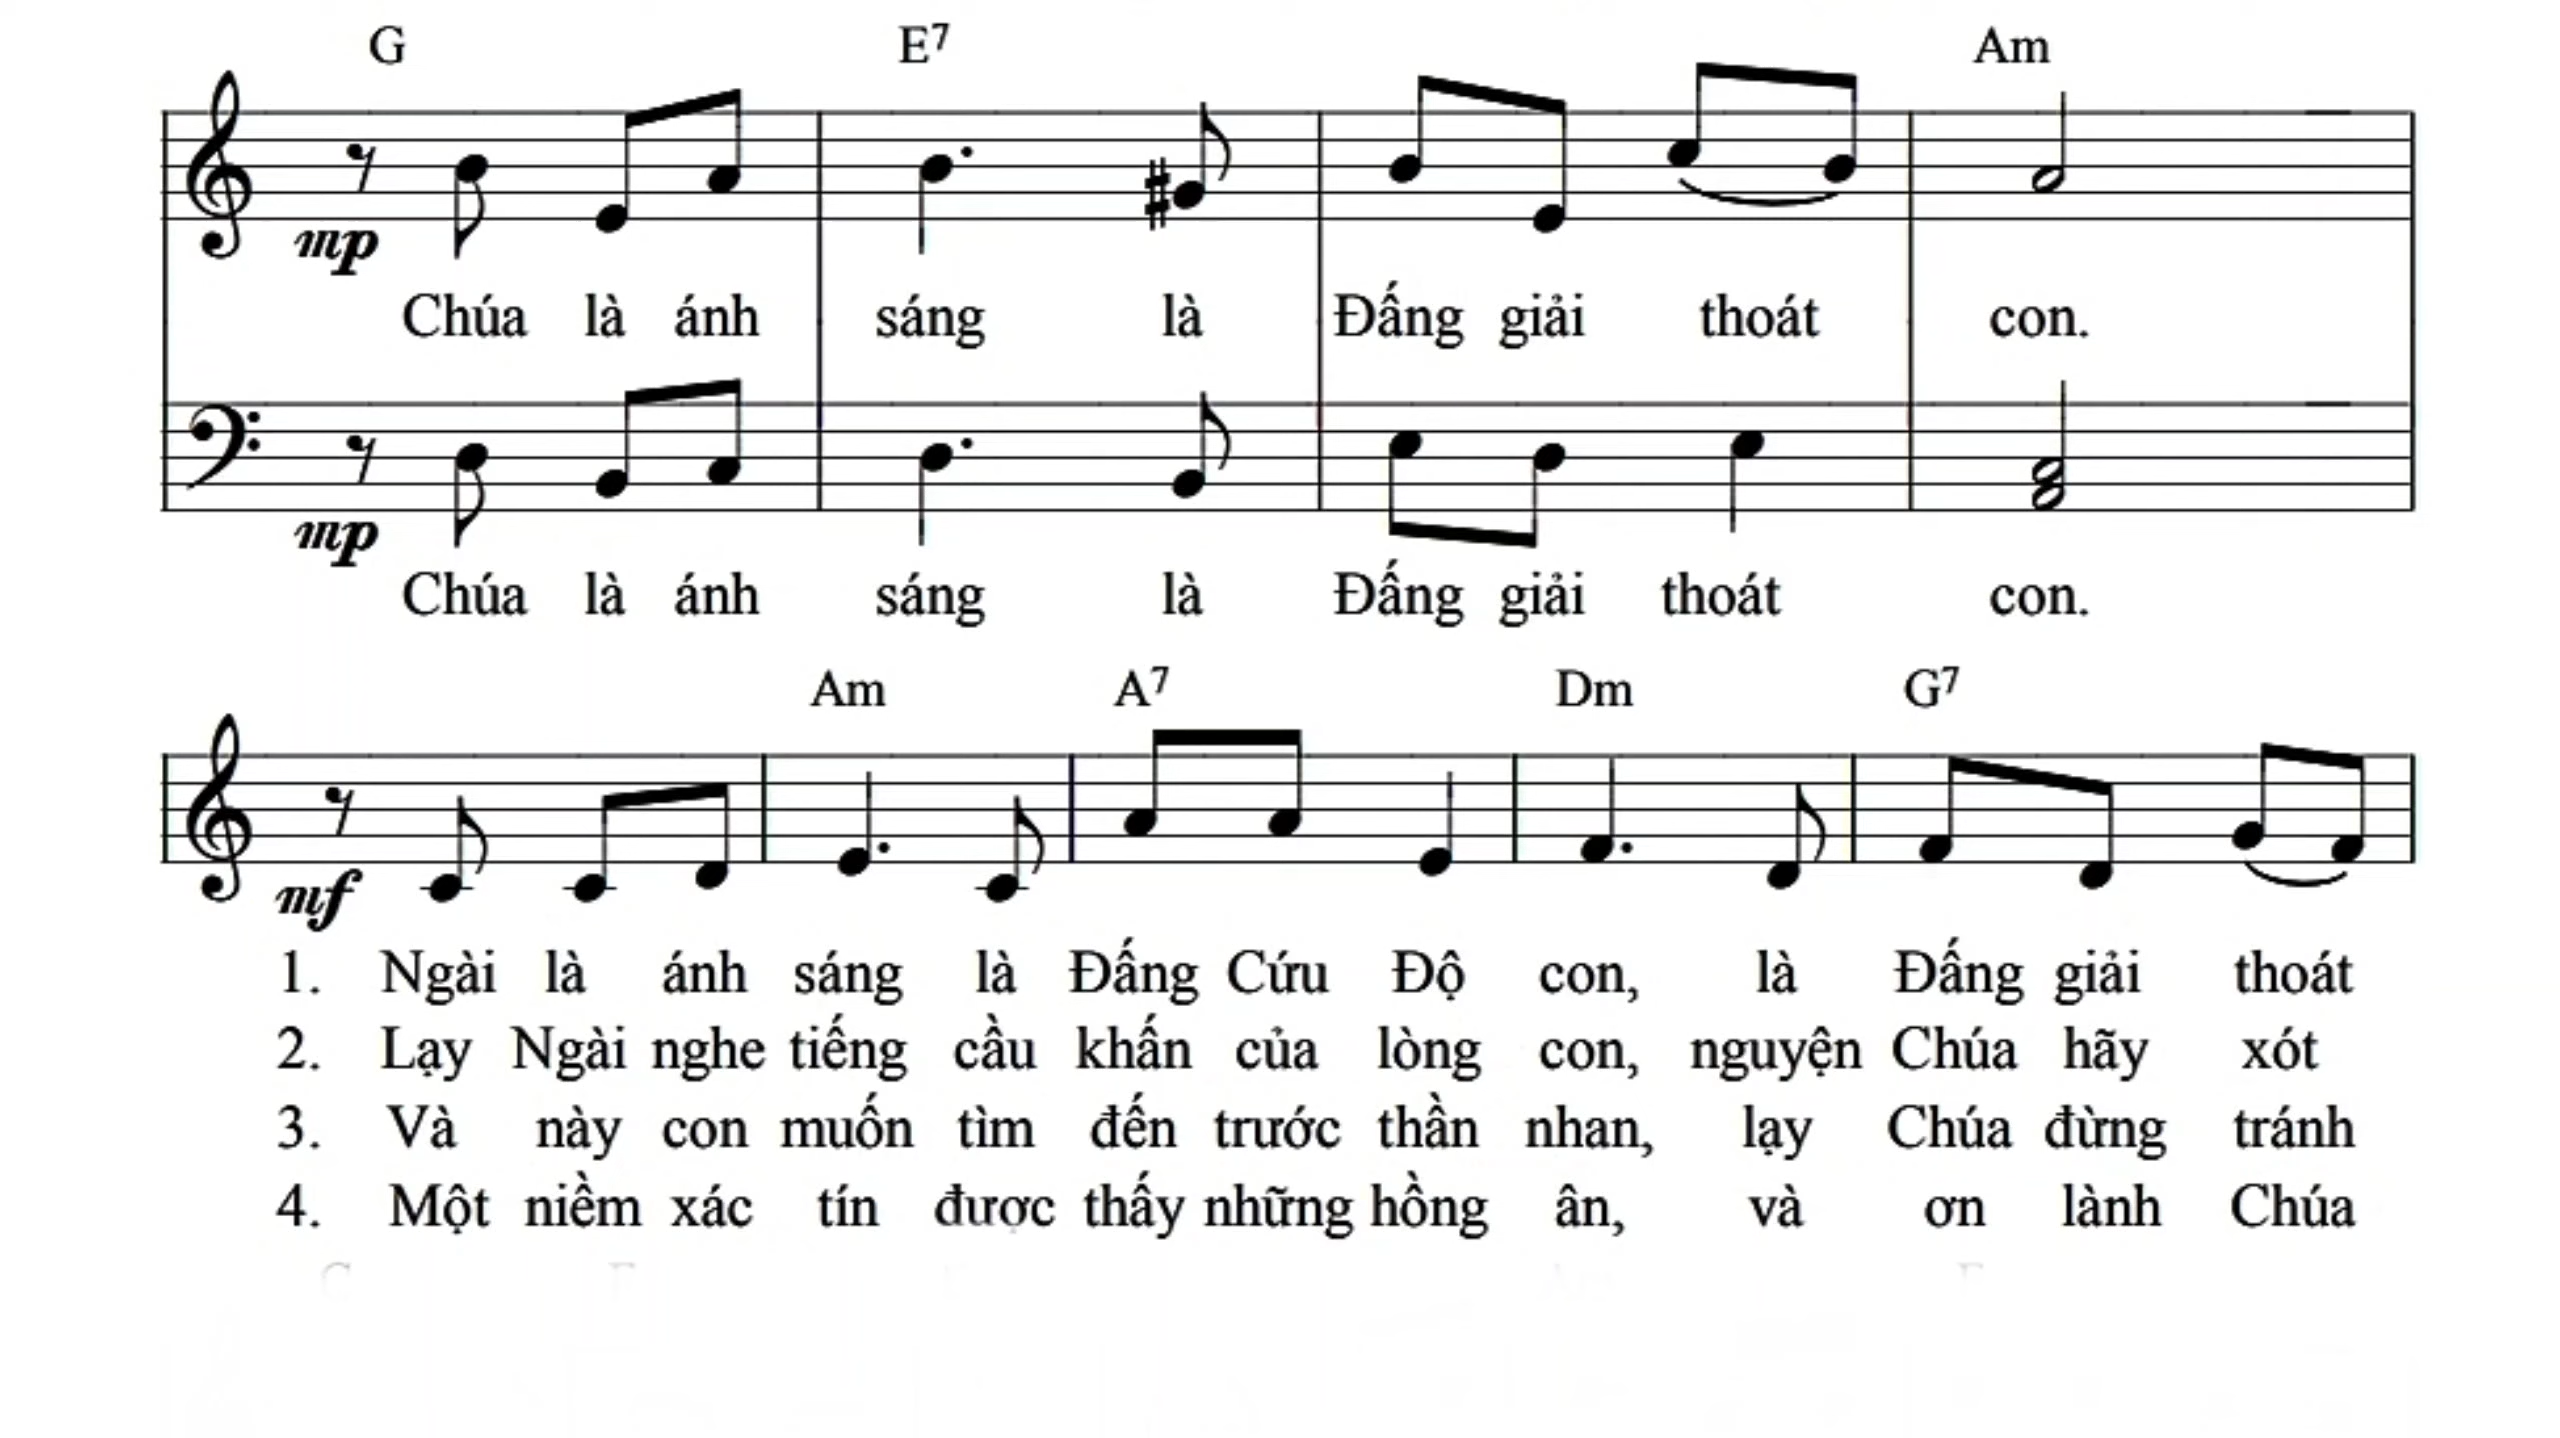 G E7 Am
mp
Chúa là ánh sáng là Đấng giải thoát con.
mp
Chúa là ánh sáng là Đấng giải thoát con.
Am A7 Dm G7
mf
1. Ngài là ánh sáng là Đấng Cứu Độ con, là Đấng giải thoát
2. Lạy Ngài nghe tiếng cầu khấn của lòng con, nguyện Chúa hãy xót
3. Và này con muốn tìm đến trước thần nhan, lạy Chúa đừng tránh
4. Một niềm xác tín được thấy những hồng ân, và ơn lành Chúa